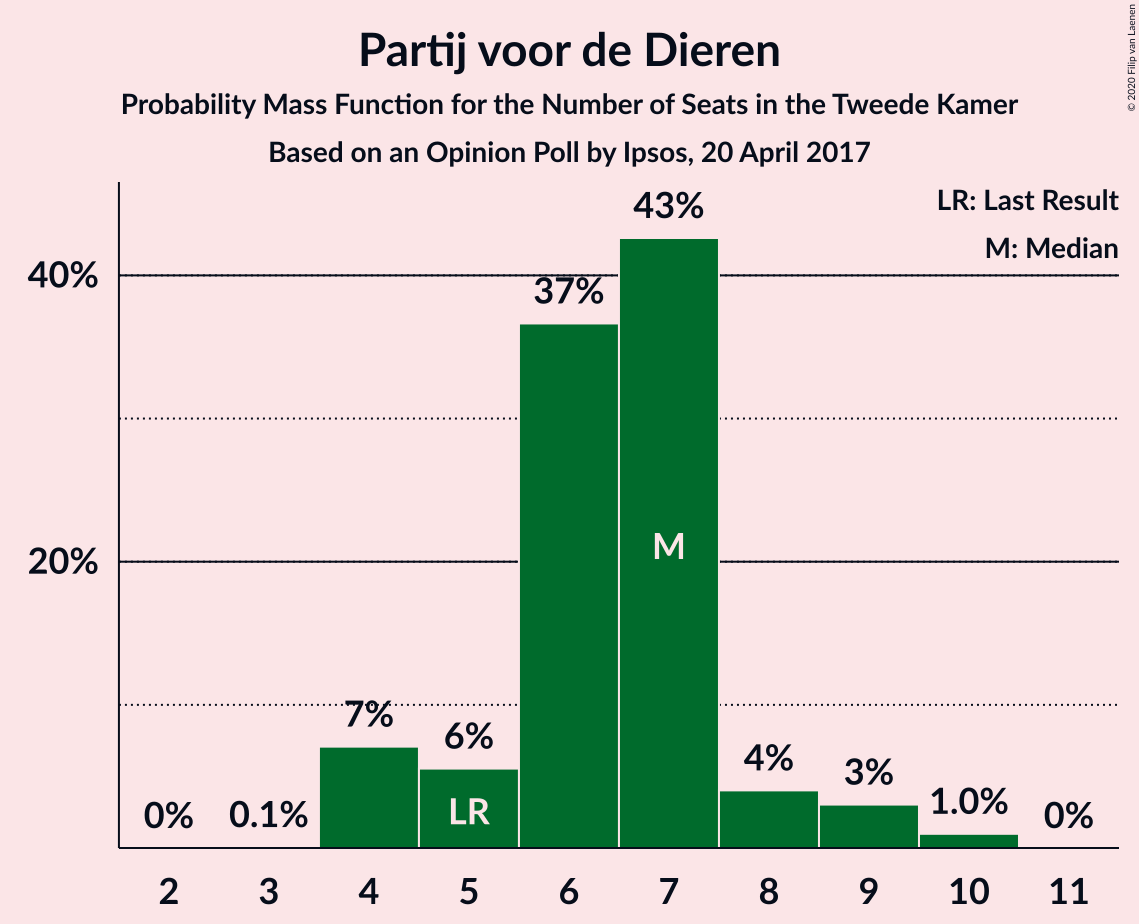 Partij voor de Dieren
Probability Mass Function for the Number of Seats in the Tweede Kamer
Based on an Opinion Poll by Ipsos, 20 April 2017
© 2020 Filip van Laenen
LR: Last Result
M: Median
43%
40%
37%
M
20%
7%
6%
4%
3%
1.0%
0%
0.1%
LR
0%
2 3 4 5 6 7 8 9 10 11